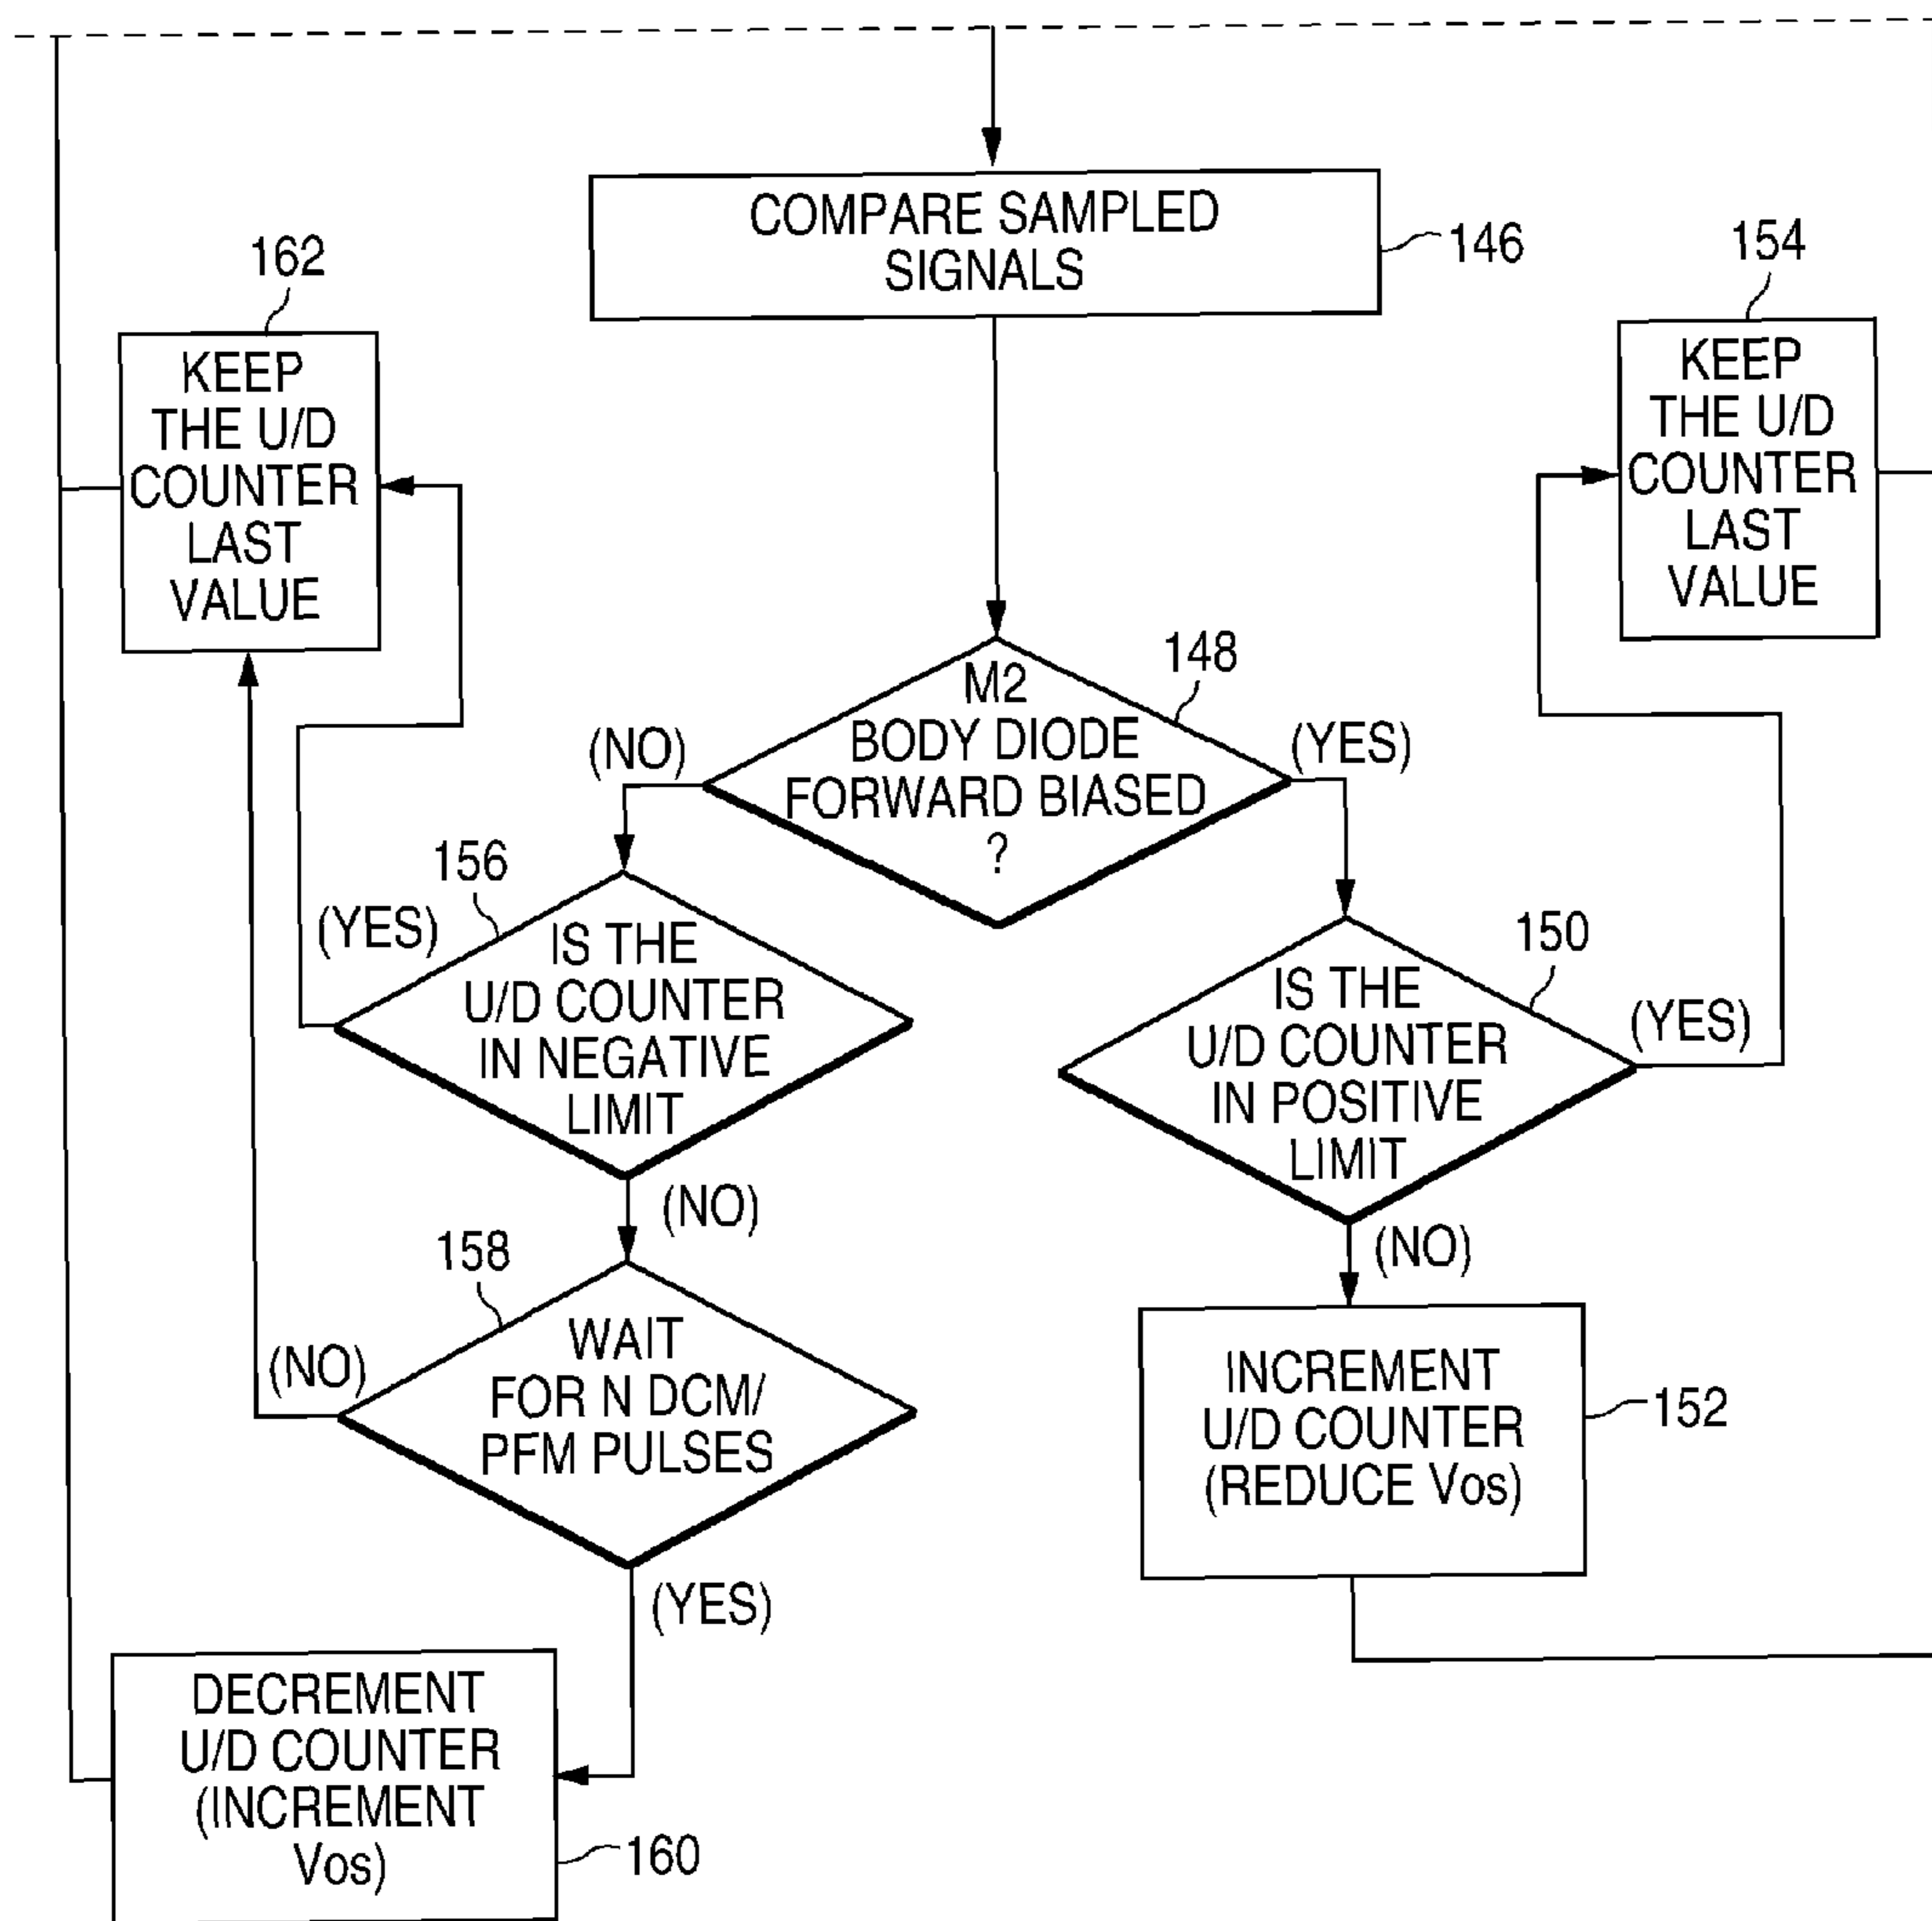 COMPARE SAMPLED
SIGNALS
146
162
KEEP
THE U/D
COUNTER
LAST
VALUE
154
KEEP
THE U/D
COUNTER
LAST
VALUE
148
M2
BODY DIODE
FORWARD BIASED
?
(NO)
(YES)
156
(YES)
IS THE
U/D COUNTER
IN NEGATIVE
LIMIT
(NO)
150
IS THE
U/D COUNTER
IN POSITIVE
LIMIT
(YES)
(NO)
158
WAIT
FOR N DCM/
PFM PULSES
(NO)
(YES)
INCREMENT
U/D COUNTER
(REDUCE Vos)
152
DECREMENT
U/D COUNTER
(INCREMENT
Vos)
160